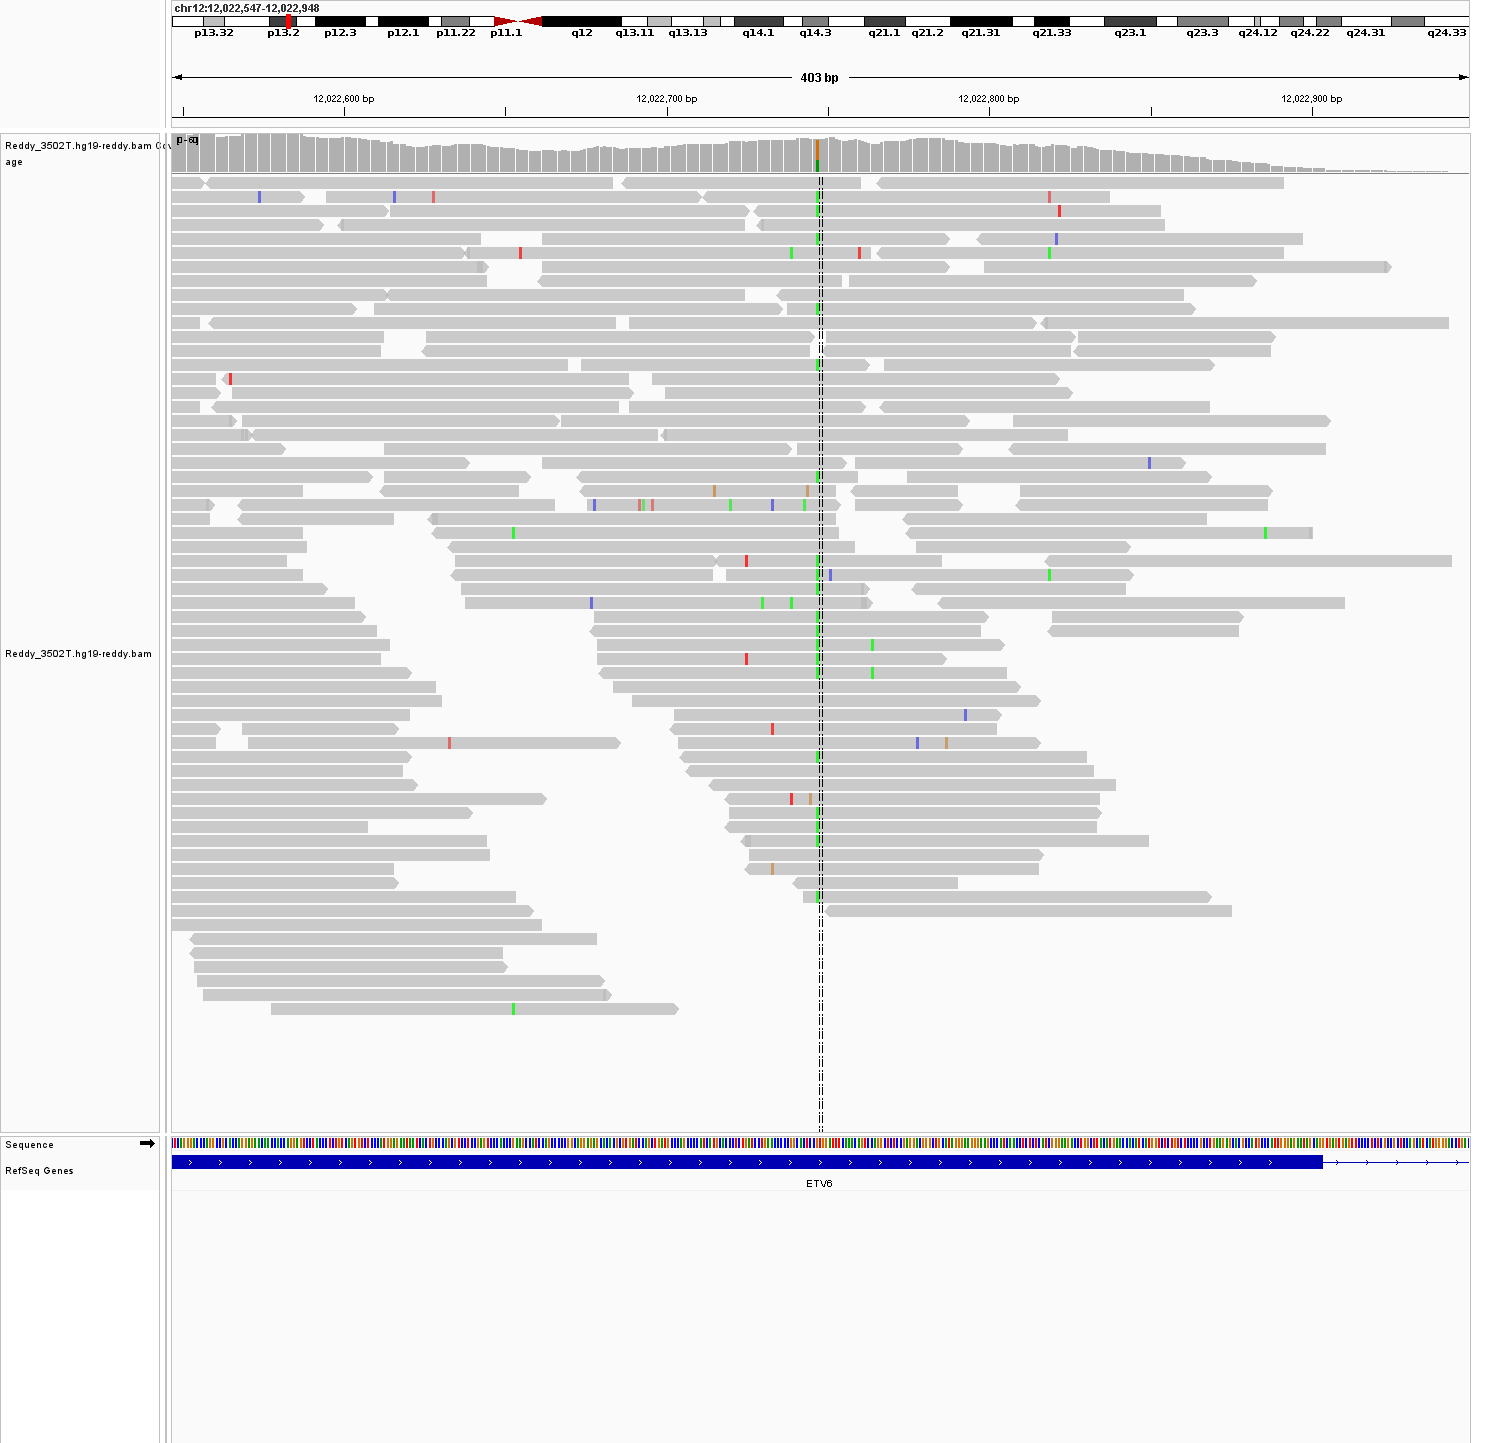 chr12:12,022,547-12,022,948
p13.32 p13.2 p12.3 p12.1 p11.22 p11.1 q12 q13.11 q13.13 q14.1 q14.3 q21.1 q21.2 q21.31 q21.33 q23.1 q23.3 q24.12 q24.22 q24.31 q24.33
403 bp
12,022,600 bp 12,022,700 bp 12,022,800 bp 12,022,900 bp
Reddy_3502T.hg19-reddy.bam Cov
age
Reddy_3502T.hg19-reddy.bam
Sequence
RefSeq Genes
ETV6